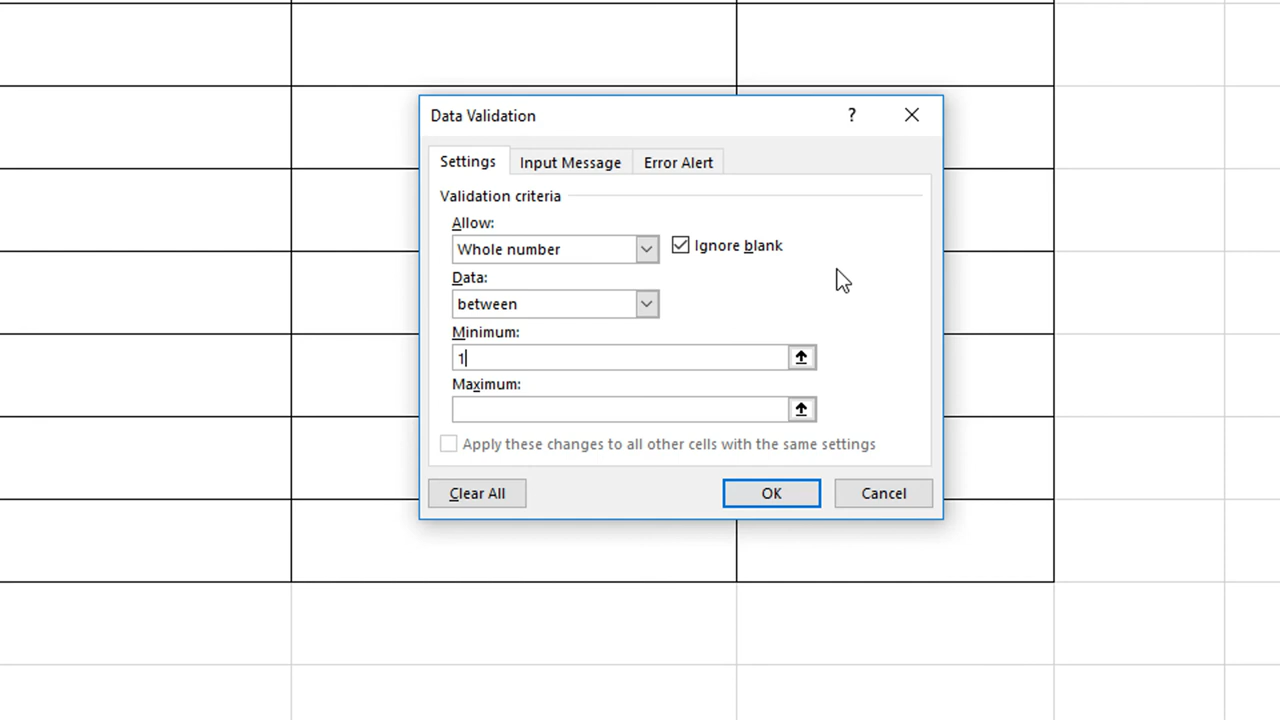 Data Validation ?
Settings Input Message Error Alert
Validation criteria
Allow:
Whole number Ignore blank
Data:
between
Minimum:
1
Maximum:
Apply these changes to all other cells with the same settings
Clear All OK Cancel